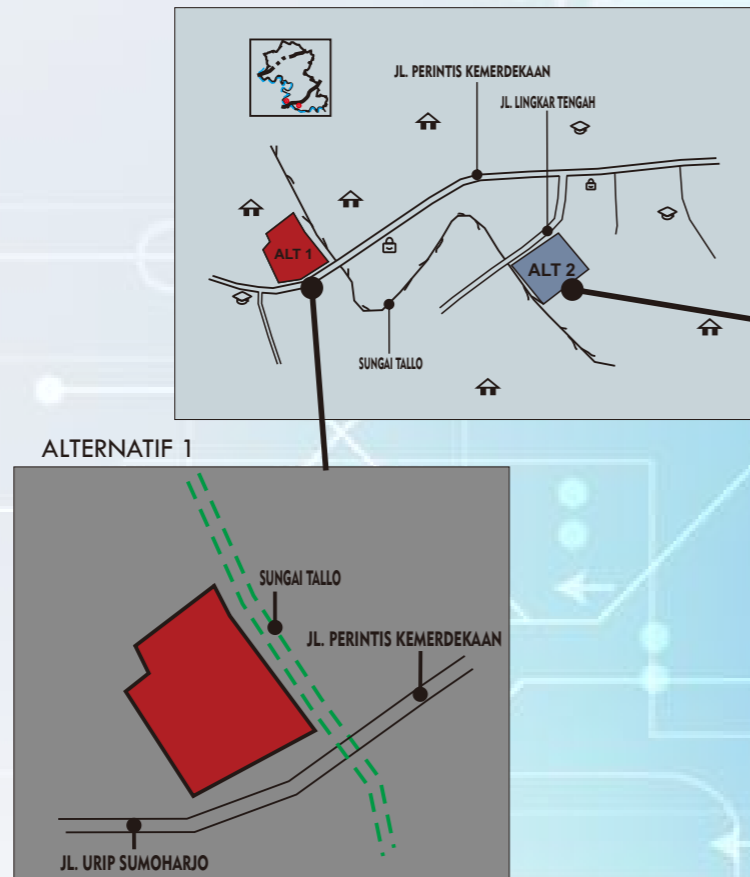 JL. PERINTIS KEMERDEKAAN
JL. LINGKAR TENGAH
ALT 1
ALT 2
SUNGAI TALLO
ALTERNATIF 1
SUNGAI TALLO
JL. PERINTIS KEMERDEKAAN
JL. URIP SUMOHARJO